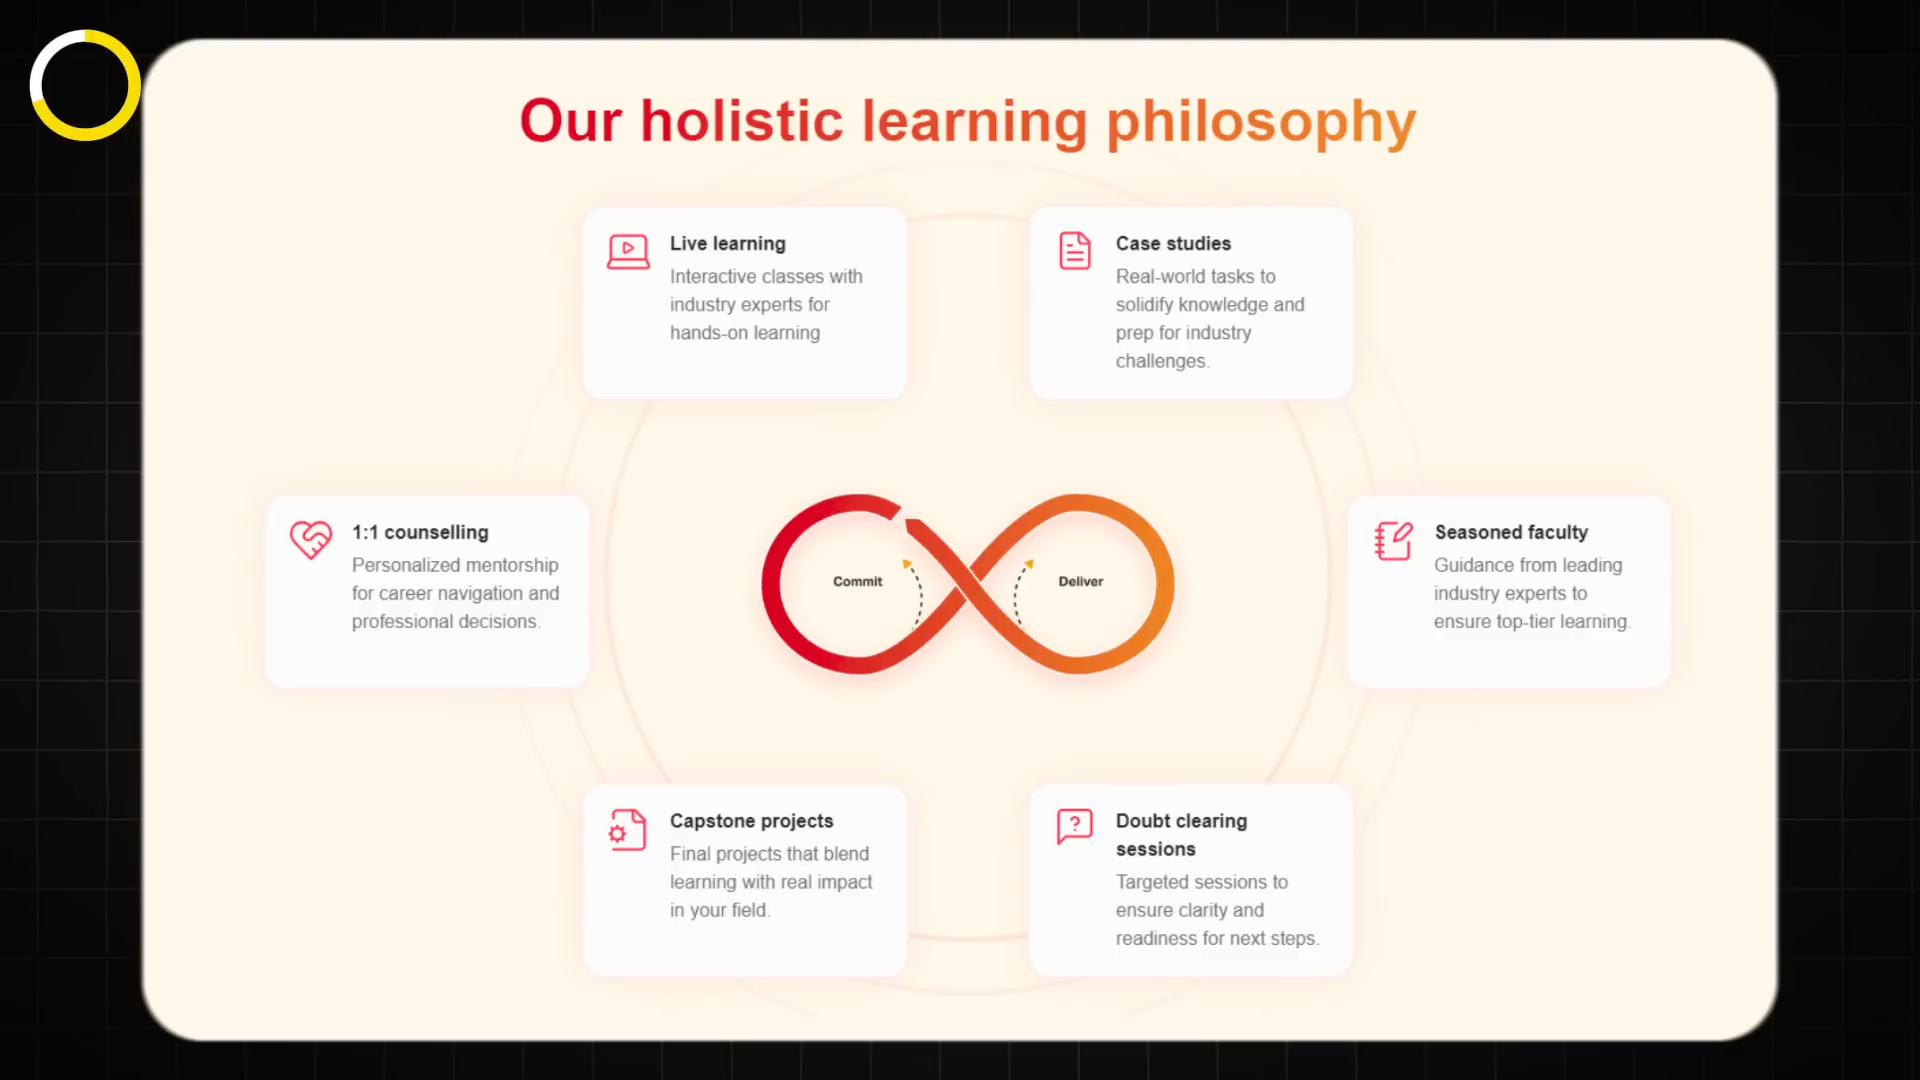 Our holistic learning philosophy
Live learning
Interactive classes with
industry experts for
hands-on learning
Case studies
Real-world tasks to
solidify knowledge and
prep for industry
challenges.
1:1 counselling
Personalized mentorship
for career navigation and
professional decisions.
Commit
Deliver
Seasoned faculty
Guidance from leading
industry experts to
ensure top-tier learning.
Capstone projects
Final projects that blend
learning with real impact
in your field.
Doubt clearing
sessions
Targeted sessions to
ensure clarity and
readiness for next steps.